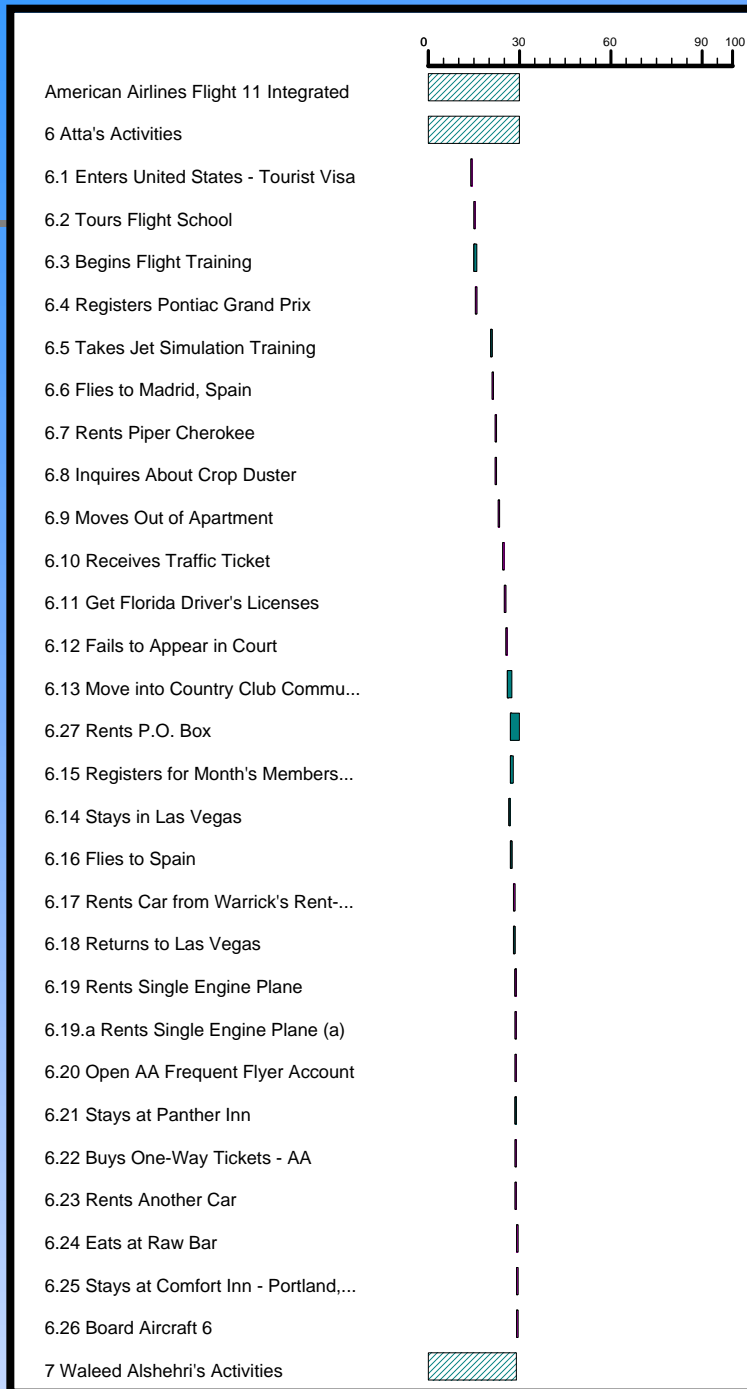 0 30 60 90 100
American Airlines Flight 11 Integrated
6 Atta's Activities
6.1 Enters United States - Tourist Visa
6.2 Tours Flight School
6.3 Begins Flight Training
6.4 Registers Pontiac Grand Prix
6.5 Takes Jet Simulation Training
6.6 Flies to Madrid, Spain
6.7 Rents Piper Cherokee
6.8 Inquires About Crop Duster
6.9 Moves Out of Apartment
6.10 Receives Traffic Ticket
6.11 Get Florida Driver's Licenses
6.12 Fails to Appear in Court
6.13 Move into Country Club Commu...
6.27 Rents P.O. Box
6.15 Registers for Month's Members...
6.14 Stays in Las Vegas
6.16 Flies to Spain
6.17 Rents Car from Warrick's Rent-...
6.18 Returns to Las Vegas
6.19 Rents Single Engine Plane
6.19.a Rents Single Engine Plane (a)
6.20 Open AA Frequent Flyer Account
6.21 Stays at Panther Inn
6.22 Buys One-Way Tickets - AA
6.23 Rents Another Car
6.24 Eats at Raw Bar
6.25 Stays at Comfort Inn - Portland,...
6.26 Board Aircraft 6
7 Waleed Alshehri's Activities